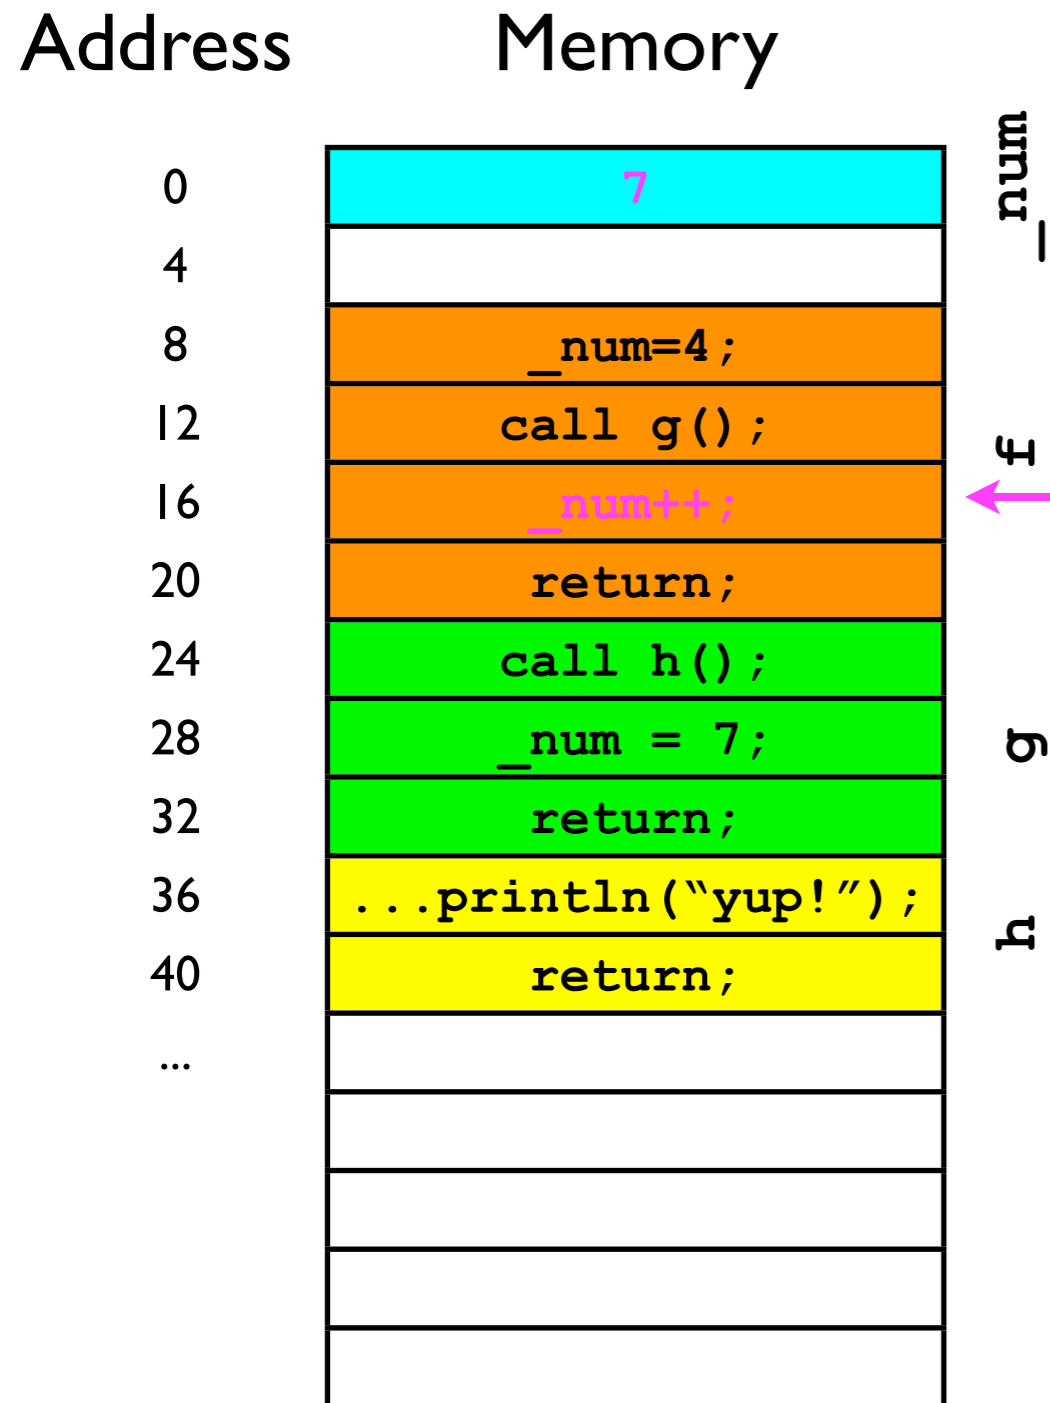 Address Memory
_num
0 7
4
8 _num=4;
12 call g();
f
16 _num++;
20 return;
24 call h();
28 _num = 7;
g
32 return;
36 ...println(“yup!”);
h
40 return;
...